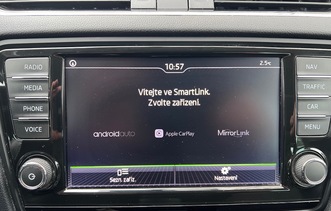 RADIO
MEDIA
PHONE
VOICE
10:57
2.5°C
Vítejte ve SmartLink.
Zvolte zařízení.
androidauto
Apple CarPlay
MirrorLink
Sezn. zaříz.
Nastavení
NAV
TRAFFIC
CAR
MENU